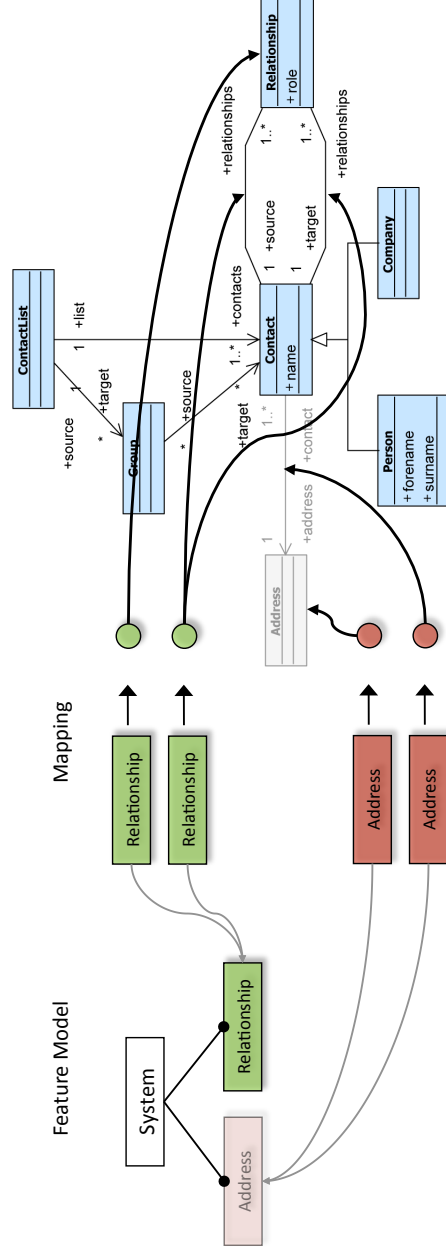 Feature Model
Mapping
System
Address
Relationship
Relationship
Relationship
Address
Address
ContactList
+source
1
+target
*
1
+list
Group
*
+source
+target
*
1..*
+contacts
Contact
+ name
1
+source
1
+target
+relationships
1..*
1..*
+relationships
Relationship
+ role
Address
1
+address
1..*
+contact
Person
+ forename
+ surname
Company